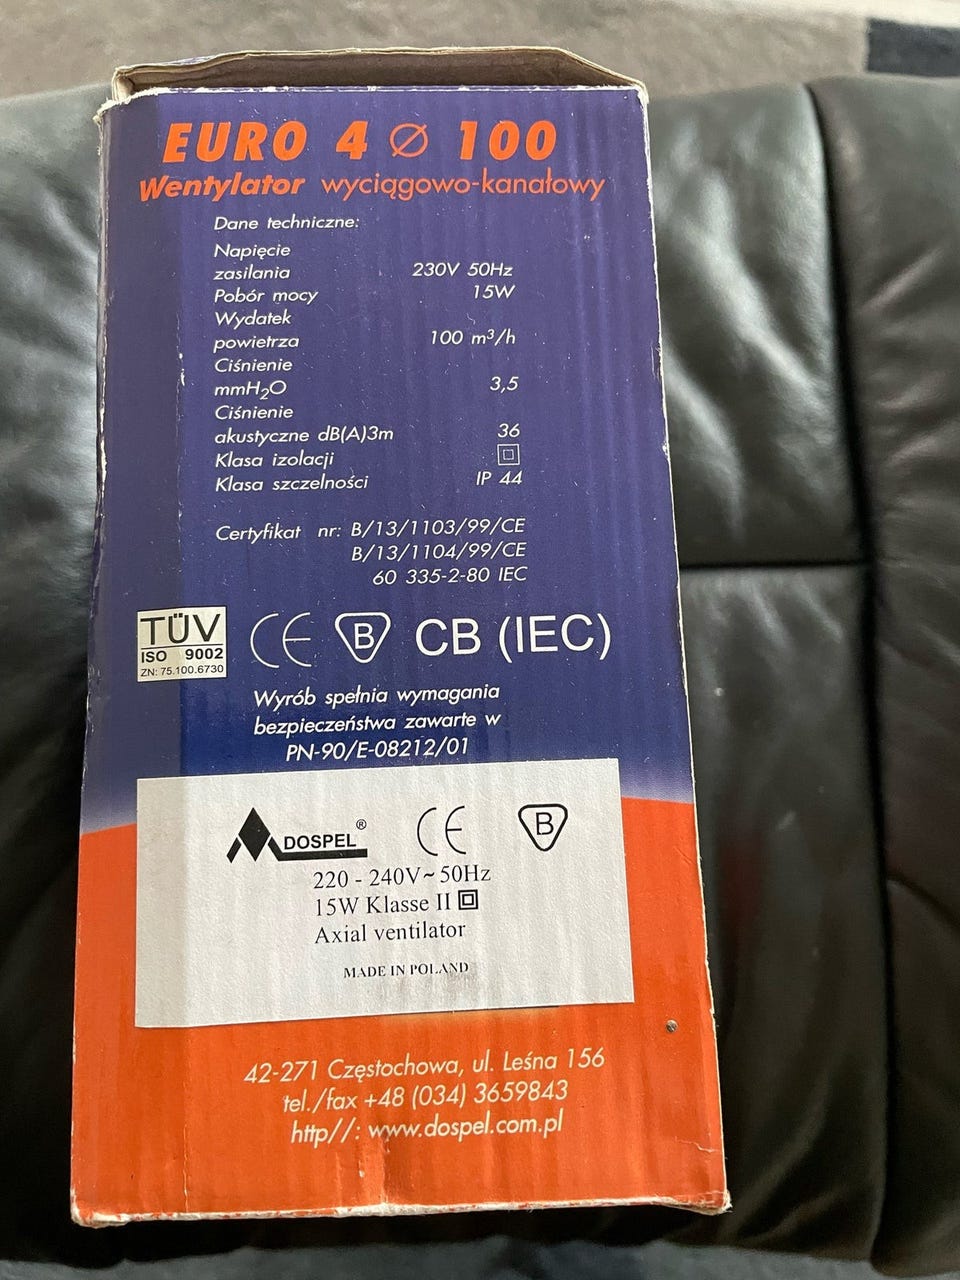 EURO 4 ∅ 100
Wentylator wyciągowo-kanałowy
Dane techniczne:
Napięcie
zasilania 230V 50Hz
Pobór mocy 15W
Wydatek
powietrza 100 m³/h
Ciśnienie
mmH₂O 3,5
Ciśnienie
akustyczne dB(A)3m 36
Klasa izolacji
Klasa szczelności IP 44
Certyfikat nr: B/13/1103/99/CE
B/13/1104/99/CE
60 335-2-80 IEC
TÜV
ISO 9002
ZN: 75.100.6730
CE B CB (IEC)
Wyrób spełnia wymagania
bezpieczeństwa zawarte w
PN-90/E-08212/01
DOSPEL® CE B
220 - 240V~50Hz
15W Klasse II
Axial ventilator
MADE IN POLAND
42-271 Częstochowa, ul. Leśna 156
tel./fax +48 (034) 3659843
http//: www.dospel.com.pl